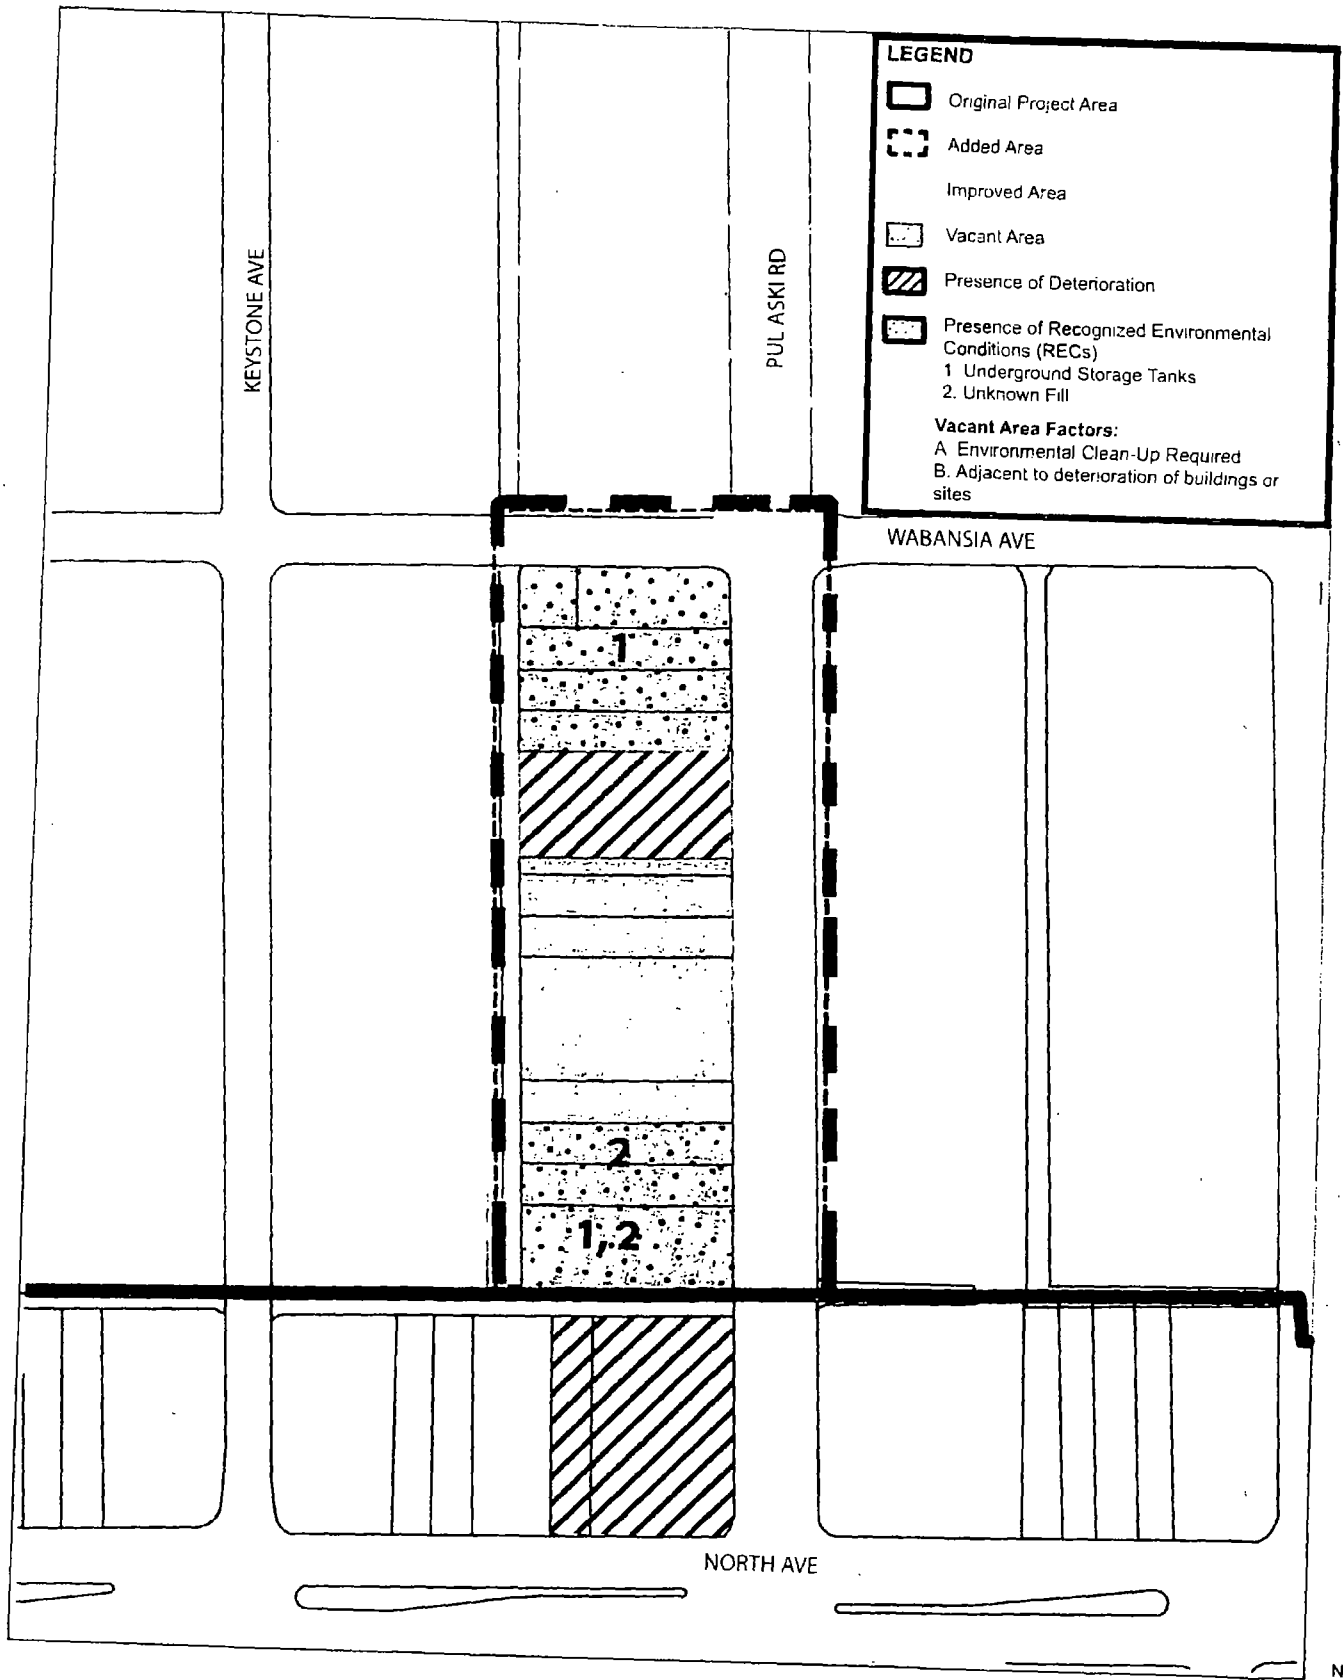 LEGEND
Original Project Area
Added Area
Improved Area
Vacant Area
Presence of Deterioration
Presence of Recognized Environmental
Conditions (RECs)
1 Underground Storage Tanks
2. Unknown Fill
Vacant Area Factors:
A Environmental Clean-Up Required
B. Adjacent to deterioration of buildings or
sites
KEYSTONE AVE
PULASKI RD
WABANSIA AVE
1
2
1, 2
NORTH AVE
N